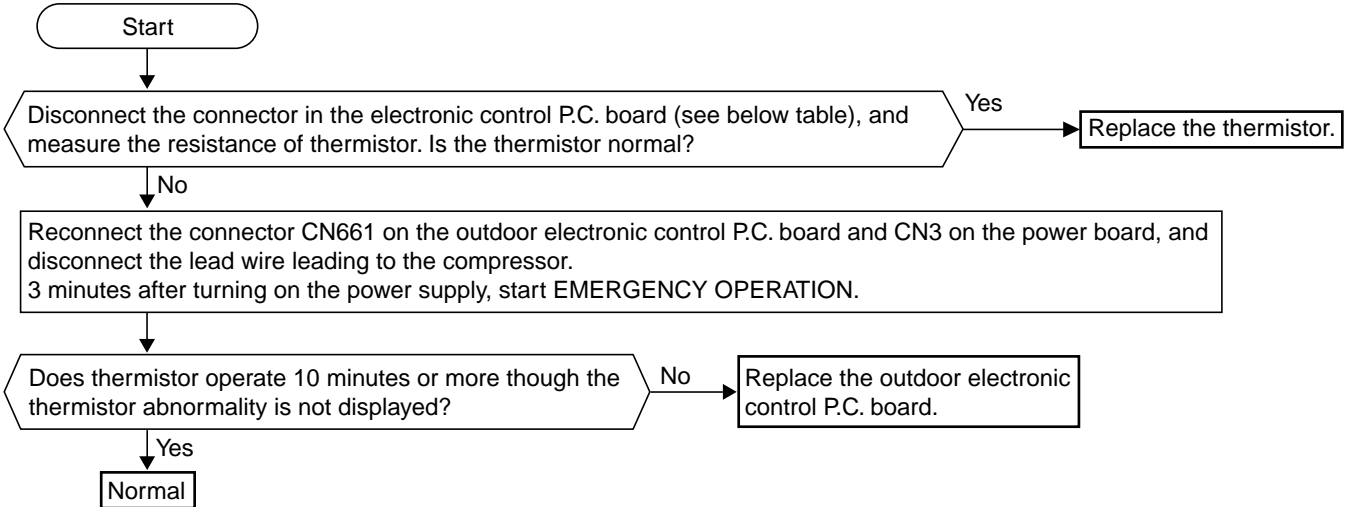 Start
Disconnect the connector in the electronic control P.C. board (see below table), and
measure the resistance of thermistor. Is the thermistor normal?
Yes
Replace the thermistor.
No
Reconnect the connector CN661 on the outdoor electronic control P.C. board and CN3 on the power board, and
disconnect the lead wire leading to the compressor.
3 minutes after turning on the power supply, start EMERGENCY OPERATION.
Does thermistor operate 10 minutes or more though the
thermistor abnormality is not displayed?
No
Replace the outdoor electronic
control P.C. board.
Yes
Normal